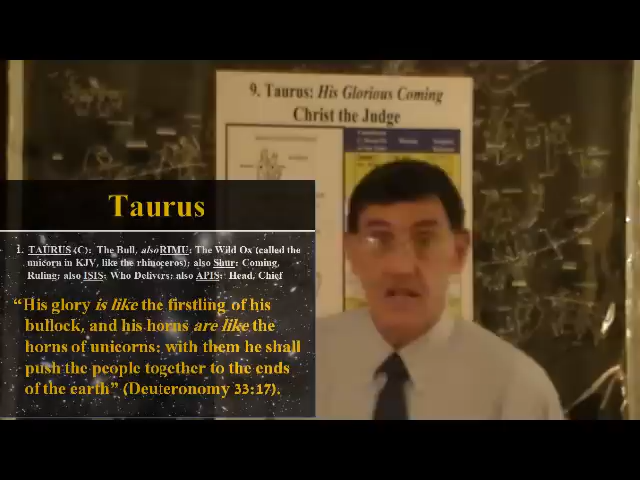 9. Taurus: His Glorious Coming
Christ the Judge
Taurus
1. TAURUS (C): The Bull, also RIMU: The Wild Ox (called the
unicorn in KJV, like the rhinoceros); also Shur: Coming,
Ruling; also ISIS: Who Delivers; also APIS: Head, Chief
“His glory is like the firstling of his
bullock, and his horns are like the
horns of unicorns: with them he shall
push the people together to the ends
of the earth” (Deuteronomy 33:17).